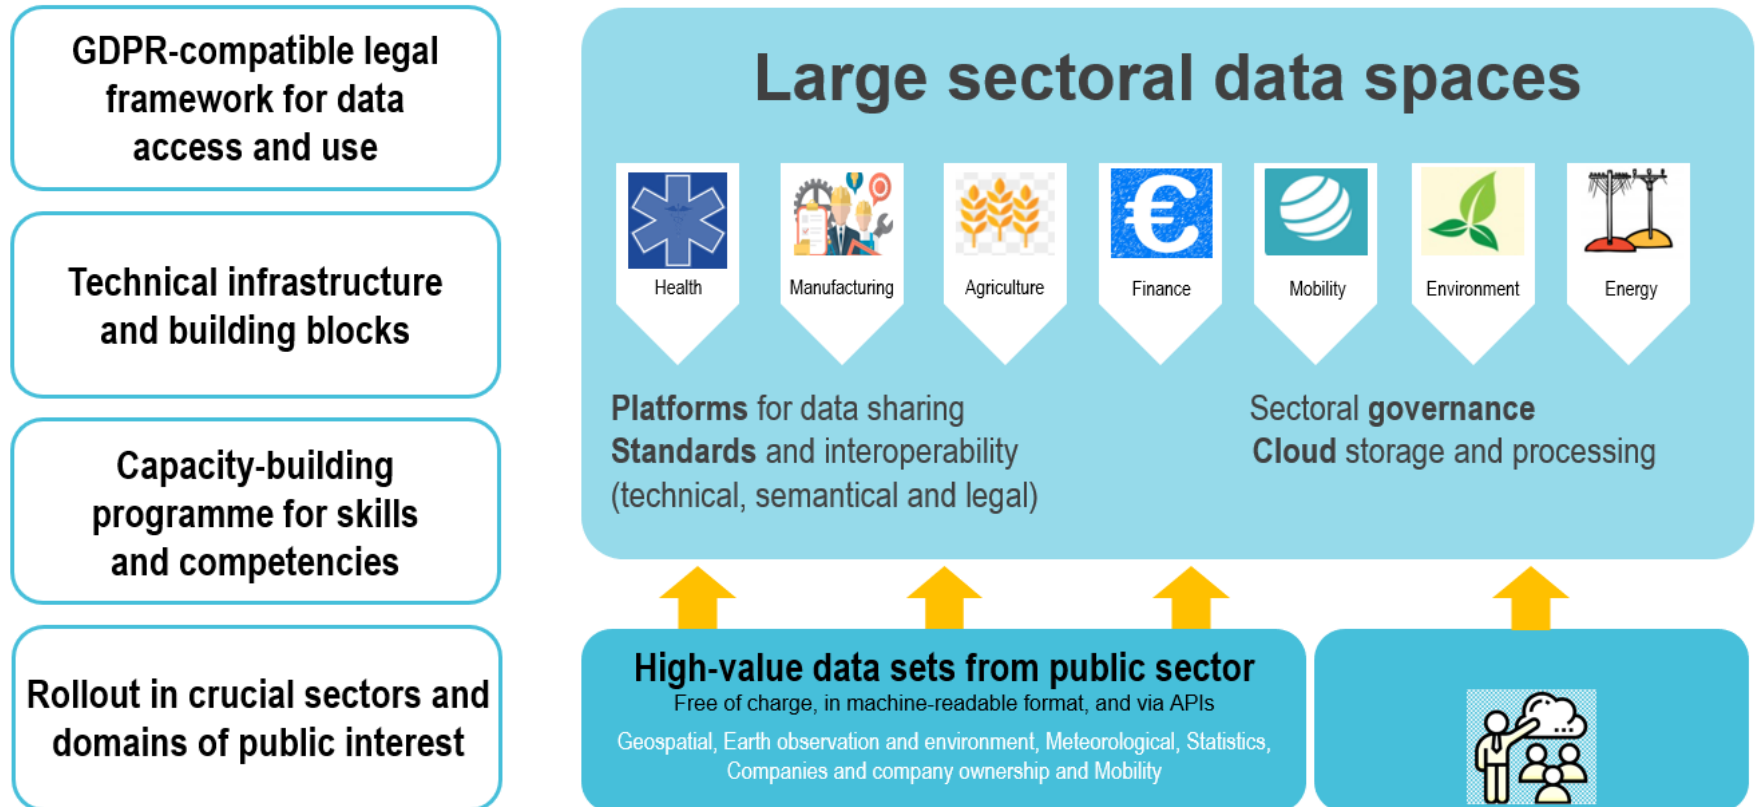 GDPR-compatible legal
framework for data
access and use
Technical infrastructure
and building blocks
Capacity-building
programme for skills
and competencies
Rollout in crucial sectors and
domains of public interest
Large sectoral data spaces
Health
Manufacturing
Agriculture
€
Finance
Mobility
Environment
Energy
Platforms for data sharing
Standards and interoperability
(technical, semantical and legal)
Sectoral governance
Cloud storage and processing
High-value data sets from public sector
Free of charge, in machine-readable format, and via APIs
Geospatial, Earth observation and environment, Meteorological, Statistics,
Companies and company ownership and Mobility